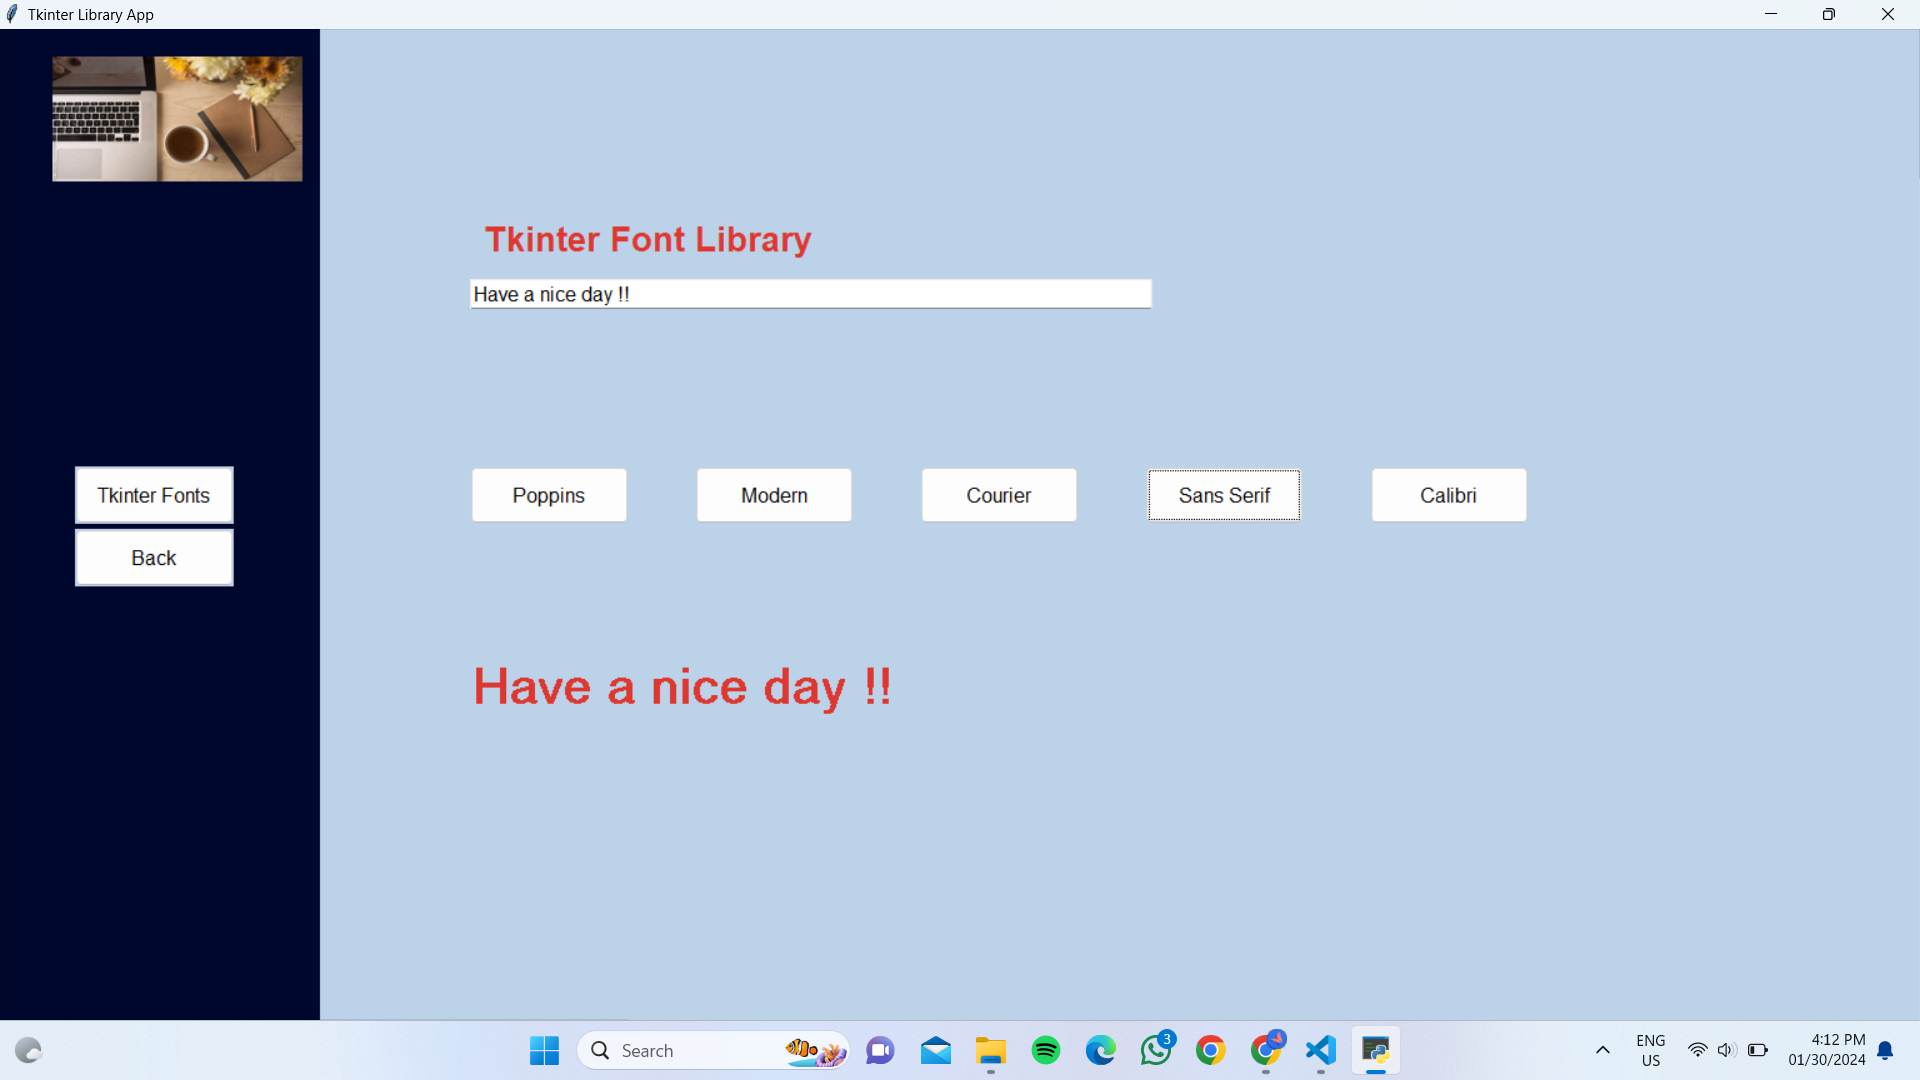 Tkinter Library App
Tkinter Font Library
Have a nice day !!
Tkinter Fonts
Back
Poppins
Modern
Courier
Sans Serif
Calibri
Have a nice day !!
Search
3
ENG
US
4:12 PM
01/30/2024